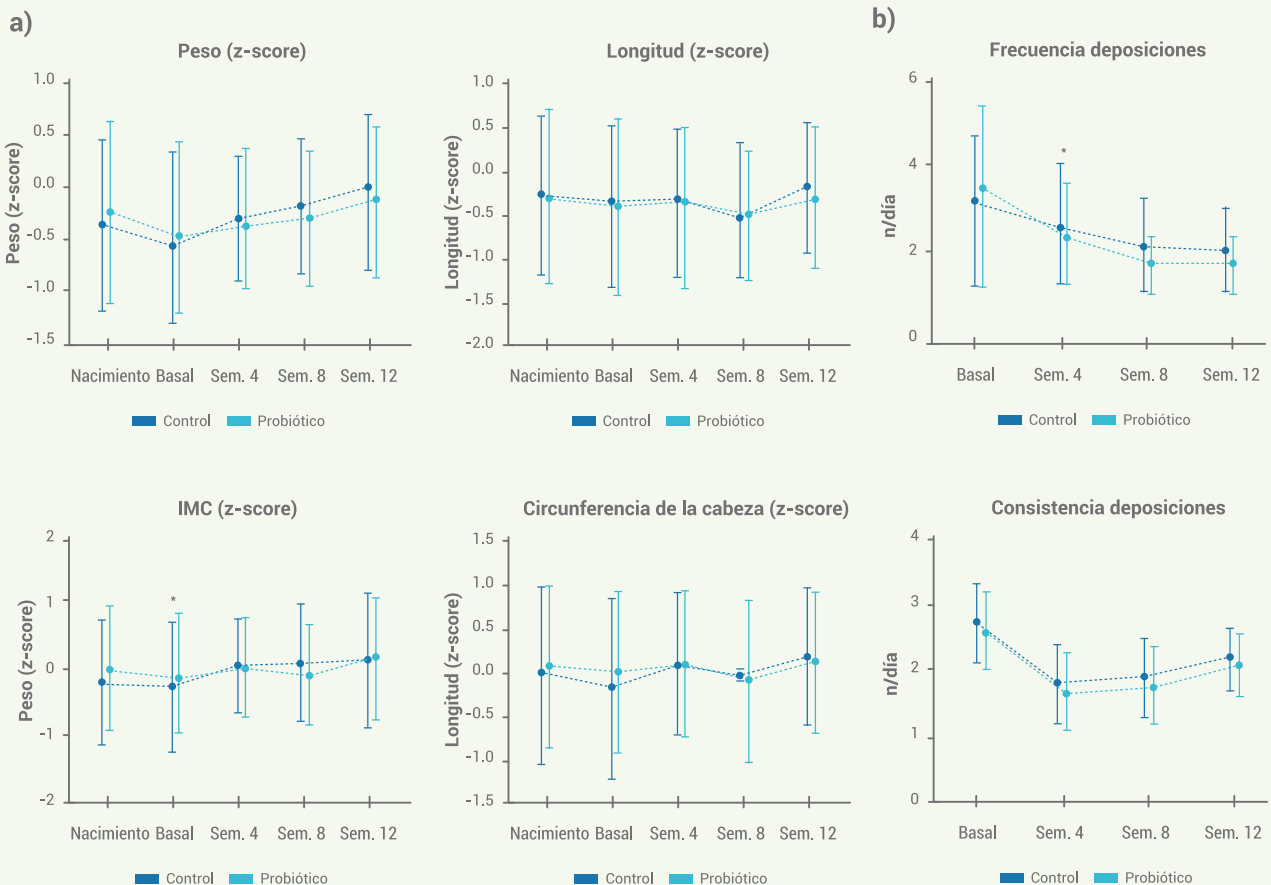 a)
Peso (z-score)
1.0
0.5
0.0
-0.5
-1.0
-1.5
Peso (z-score)
Nacimiento Basal Sem. 4 Sem. 8 Sem. 12
Control Probiótico
Longitud (z-score)
1.0
0.5
0.0
-0.5
-1.0
-1.5
-2.0
Longitud (z-score)
Nacimiento Basal Sem. 4 Sem. 8 Sem. 12
Control Probiótico
b)
Frecuencia deposiciones
6
4
2
0
n/día
*
Basal Sem. 4 Sem. 8 Sem. 12
Control Probiótico
IMC (z-score)
2
1
0
-1
-2
Peso (z-score)
*
Nacimiento Basal Sem. 4 Sem. 8 Sem. 12
Control Probiótico
Circunferencia de la cabeza (z-score)
1.5
1.0
0.5
0.0
-0.5
-1.0
-1.5
Longitud (z-score)
Nacimiento Basal Sem. 4 Sem. 8 Sem. 12
Control Probiótico
Consistencia deposiciones
4
3
2
1
0
n/día
Basal Sem. 4 Sem. 8 Sem. 12
Control Probiótico